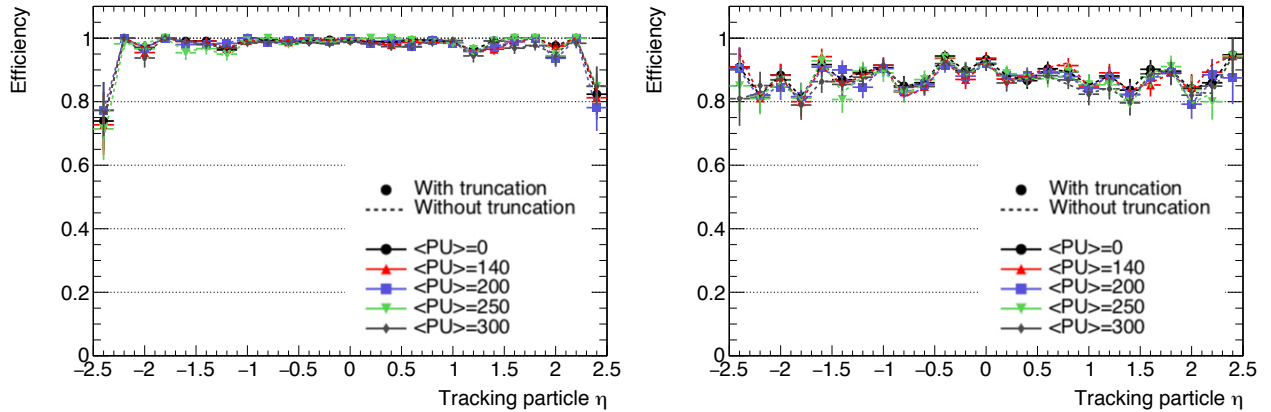 Efficiency
1
0.8
0.6
0.4
0.2
0
With truncation
Without truncation
<PU>=0
<PU>=140
<PU>=200
<PU>=250
<PU>=300
−2.5 −2 −1.5 −1 −0.5 0 0.5 1 1.5 2 2.5
Tracking particle η
Efficiency
1
0.8
0.6
0.4
0.2
0
With truncation
Without truncation
<PU>=0
<PU>=140
<PU>=200
<PU>=250
<PU>=300
−2.5 −2 −1.5 −1 −0.5 0 0.5 1 1.5 2 2.5
Tracking particle η